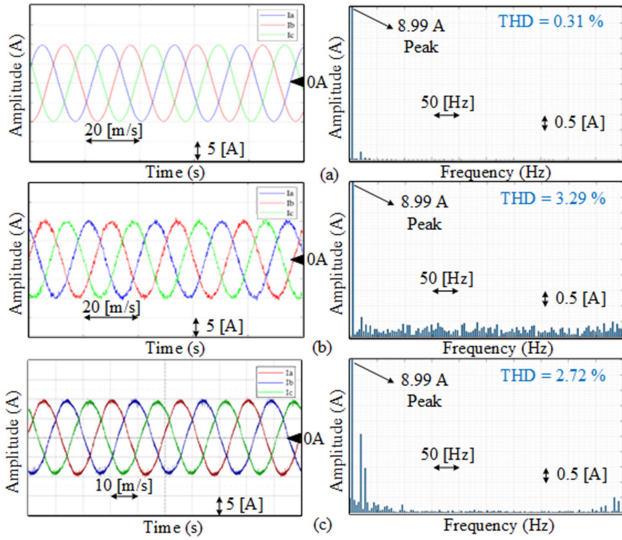 Amplitude (A)
Ia
Ib
Ic
0A
20 [m/s]
5 [A]
Time (s)
(a)
Amplitude (A)
8.99 A
Peak
THD = 0.31 %
50 [Hz]
0.5 [A]
Frequency (Hz)
Amplitude (A)
Ia
Ib
Ic
0A
20 [m/s]
5 [A]
Time (s)
(b)
Amplitude (A)
8.99 A
Peak
THD = 3.29 %
50 [Hz]
0.5 [A]
Frequency (Hz)
Amplitude (A)
Ia
Ib
Ic
0A
10 [m/s]
5 [A]
Time (s)
(c)
Amplitude (A)
8.99 A
Peak
THD = 2.72 %
50 [Hz]
0.5 [A]
Frequency (Hz)